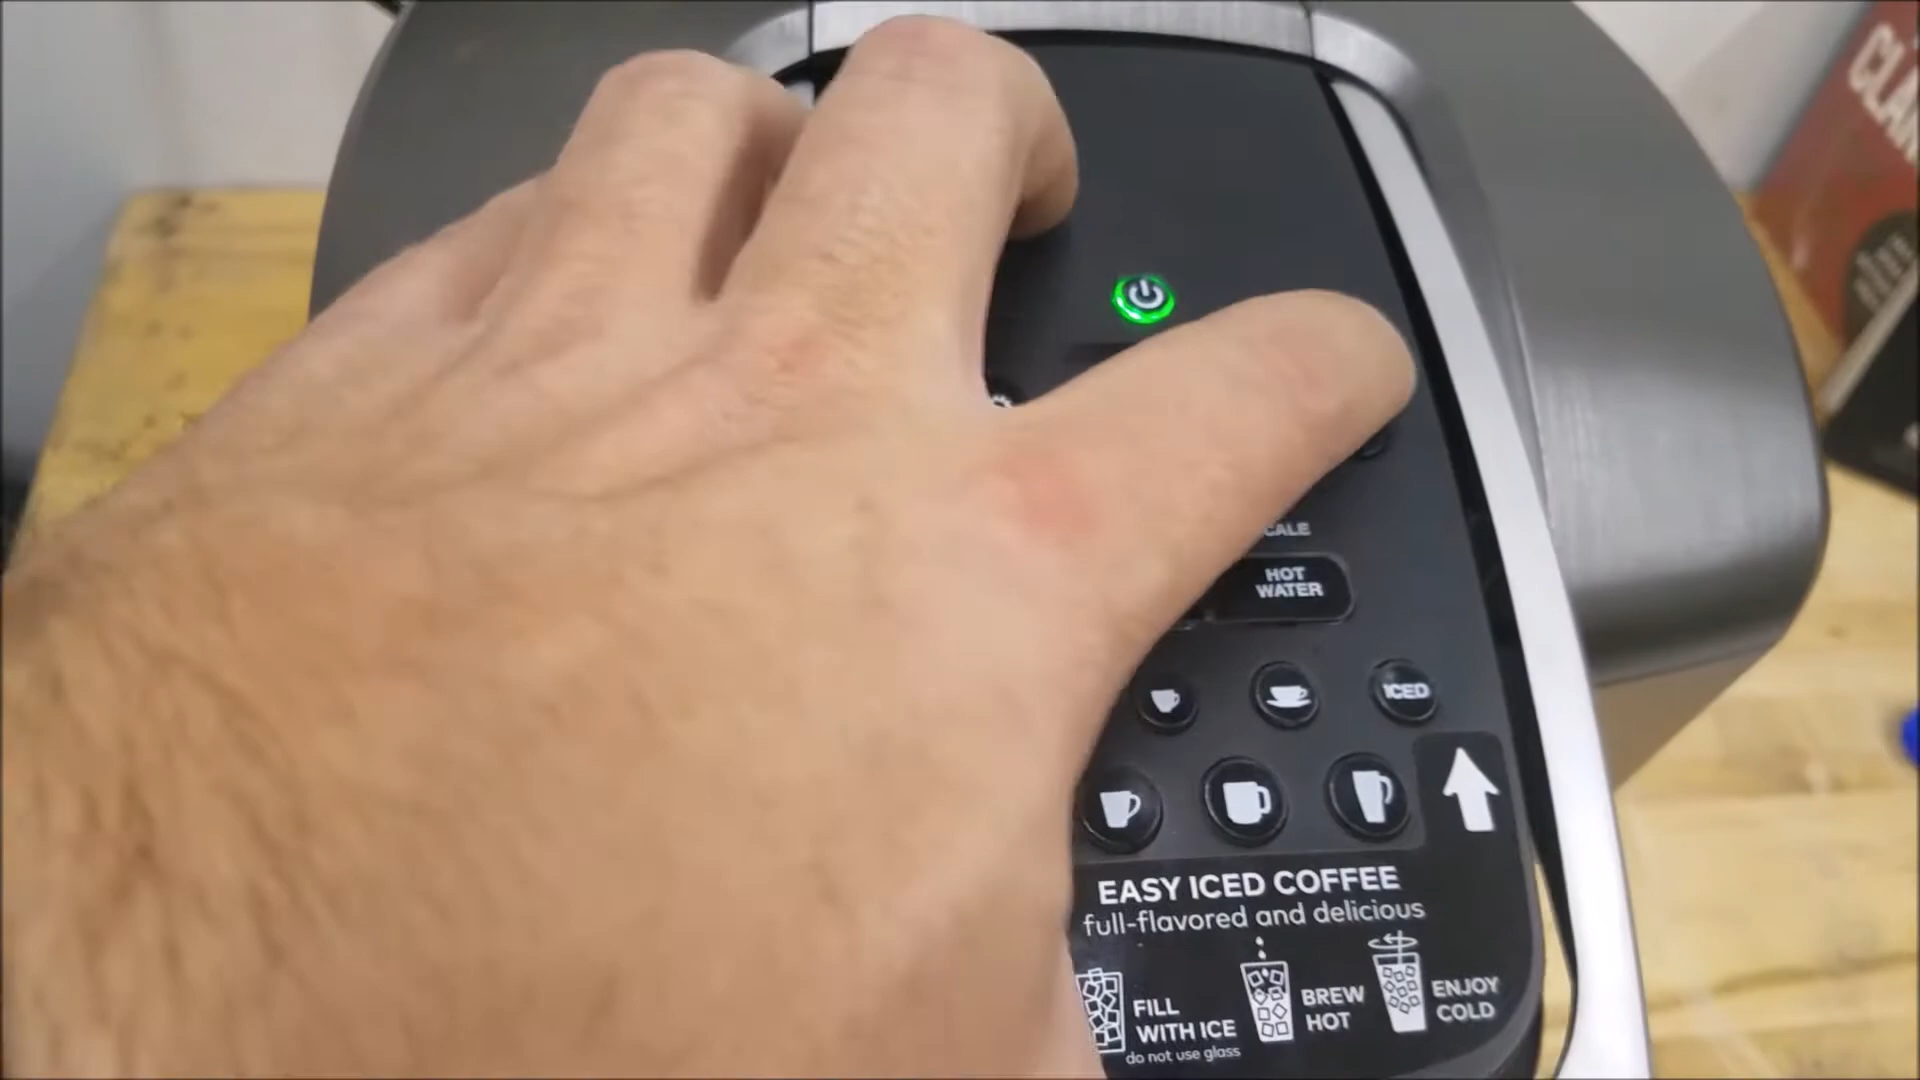 HOT
WATER
ICED
EASY ICED COFFEE
full-flavored and delicious
FILL
WITH ICE
do not use glass
BREW
HOT
ENJOY
COLD